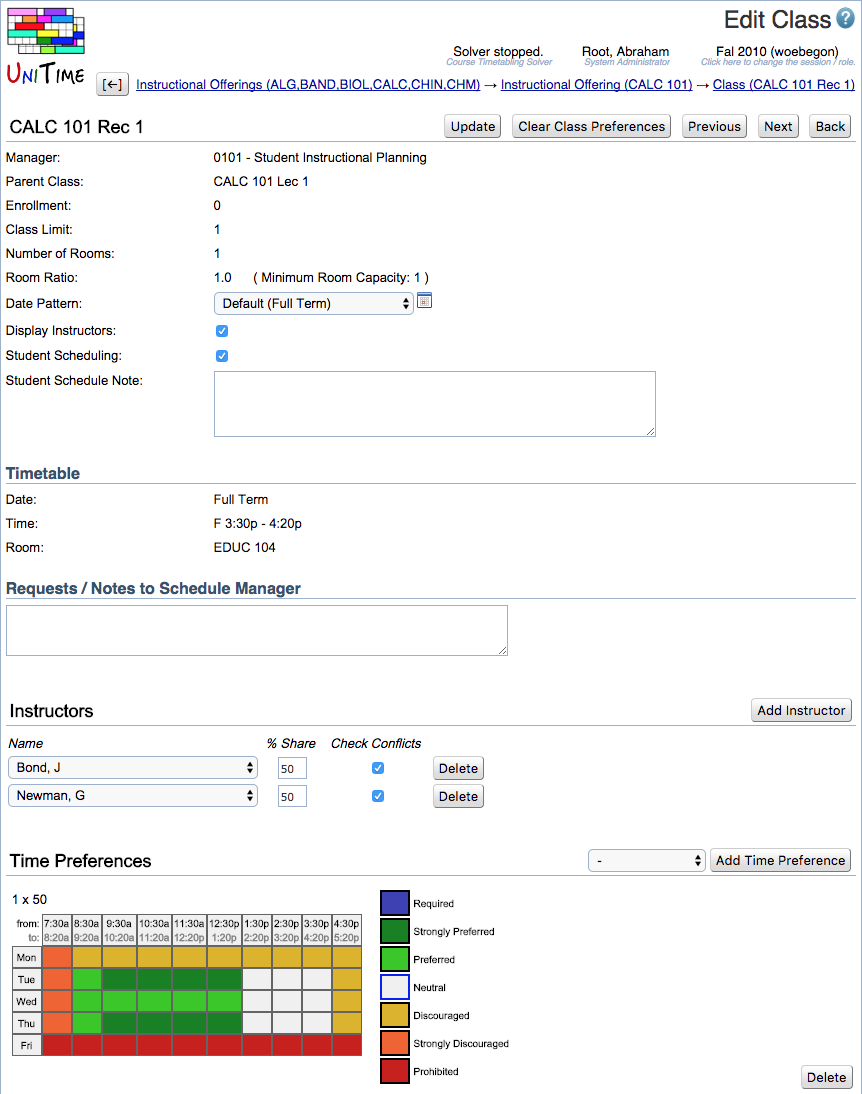 Edit Class ?
UNITIME
Solver stopped. Root, Abraham Fal 2010 (woebegon)
Course Timetabling Solver System Administrator Click here to change the session / role.
[←] Instructional Offerings (ALG,BAND,BIOL,CALC,CHIN,CHM) → Instructional Offering (CALC 101) → Class (CALC 101 Rec 1)
CALC 101 Rec 1 Update Clear Class Preferences Previous Next Back
Manager: 0101 - Student Instructional Planning
Parent Class: CALC 101 Lec 1
Enrollment: 0
Class Limit: 1
Number of Rooms: 1
Room Ratio: 1.0 ( Minimum Room Capacity: 1 )
Date Pattern: Default (Full Term)
Display Instructors:
Student Scheduling:
Student Schedule Note:
Timetable
Date: Full Term
Time: F 3:30p - 4:20p
Room: EDUC 104
Requests / Notes to Schedule Manager
Instructors Add Instructor
Name % Share Check Conflicts
Bond, J 50 Delete
Newman, G 50 Delete
Time Preferences - Add Time Preference
1 x 50
from: 7:30a 8:30a 9:30a 10:30a 11:30a 12:30p 1:30p 2:30p 3:30p 4:30p
to: 8:20a 9:20a 10:20a 11:20a 12:20p 1:20p 2:20p 3:20p 4:20p 5:20p
Mon
Tue
Wed
Thu
Fri
Required
Strongly Preferred
Preferred
Neutral
Discouraged
Strongly Discouraged
Prohibited
Delete